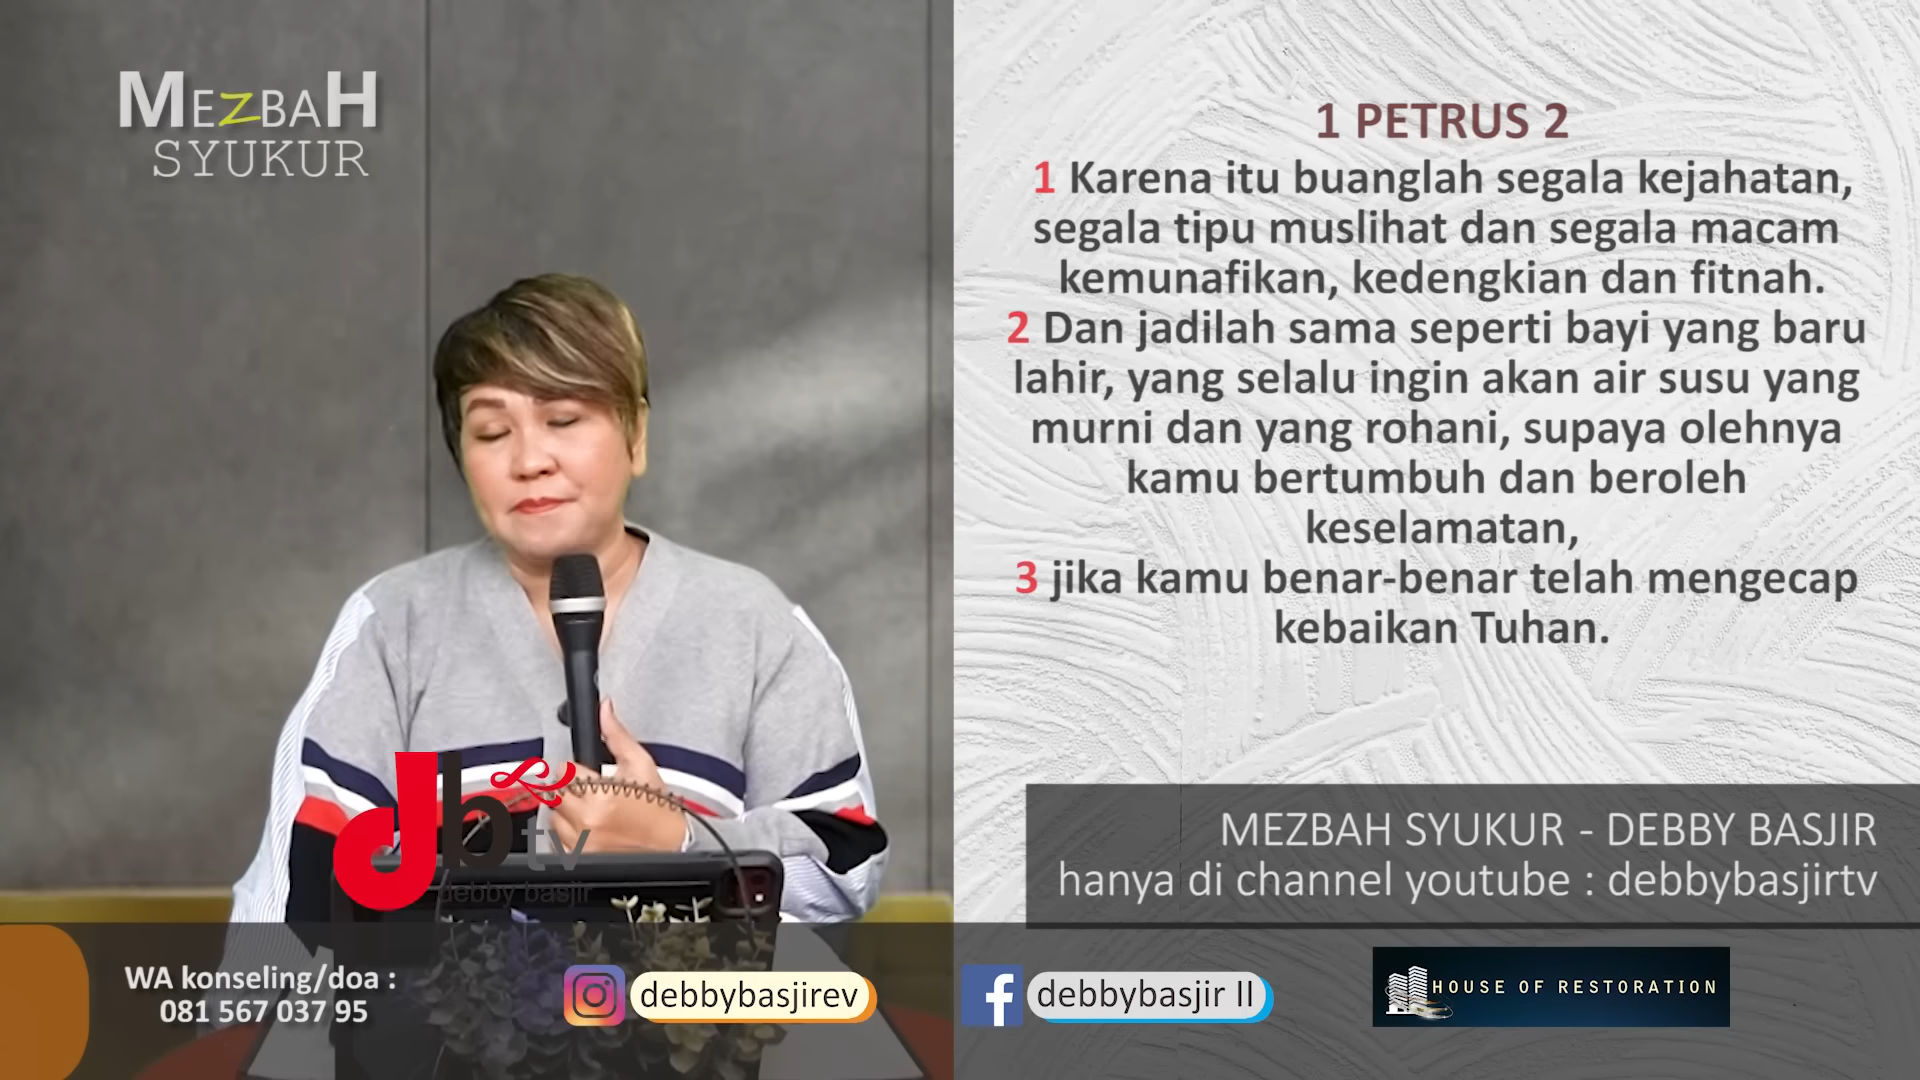 MEZBAH
SYUKUR
1 PETRUS 2
1 Karena itu buanglah segala kejahatan,
segala tipu muslihat dan segala macam
kemunafikan, kedengkian dan fitnah.
2 Dan jadilah sama seperti bayi yang baru
lahir, yang selalu ingin akan air susu yang
murni dan yang rohani, supaya olehnya
kamu bertumbuh dan beroleh
keselamatan,
3 jika kamu benar-benar telah mengecap
kebaikan Tuhan.
db tv
debby basjir
MEZBAH SYUKUR - DEBBY BASJIR
hanya di channel youtube : debbybasjirtv
WA konseling/doa :
081 567 037 95
debbybasjirev
debbybasjir II
HOUSE OF RESTORATION